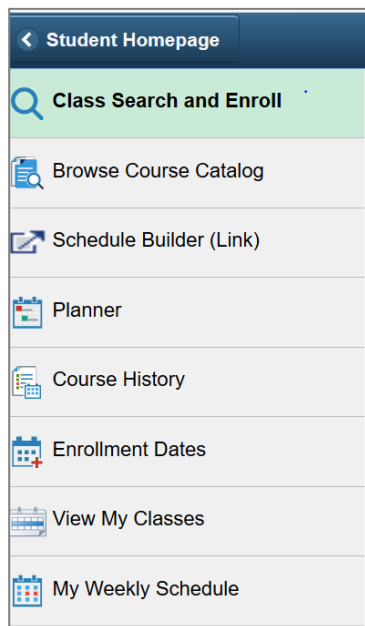 Student Homepage
Class Search and Enroll
Browse Course Catalog
Schedule Builder (Link)
Planner
Course History
Enrollment Dates
View My Classes
My Weekly Schedule